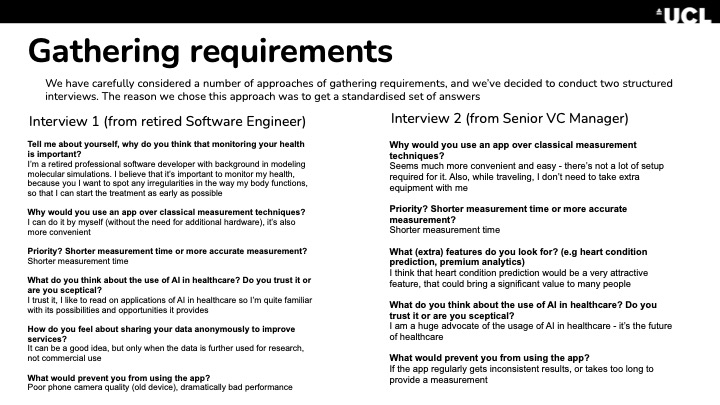 UCL
Gathering requirements
We have carefully considered a number of approaches of gathering requirements, and we've decided to conduct two structured
interviews. The reason we chose this approach was to get a standardised set of answers
Interview 1 (from retired Software Engineer)
Tell me about yourself, why do you think that monitoring your health
is important?
I'm a retired professional software developer with background in modeling
molecular simulations. I believe that it's important to monitor my health,
because you I want to spot any irregularities in the way my body functions,
so that I can start the treatment as early as possible
Why would you use an app over classical measurement techniques?
I can do it by myself (without the need for additional hardware), it's also
more convenient
Priority? Shorter measurement time or more accurate measurement?
Shorter measurement time
What do you think about the use of AI in healthcare? Do you trust it or
are you sceptical?
I trust it, I like to read on applications of AI in healthcare so I'm quite familiar
with its possibilities and opportunities it provides
How do you feel about sharing your data anonymously to improve
services?
It can be a good idea, but only when the data is further used for research,
not commercial use
What would prevent you from using the app?
Poor phone camera quality (old device), dramatically bad performance
Interview 2 (from Senior VC Manager)
Why would you use an app over classical measurement
techniques?
Seems much more convenient and easy - there's not a lot of setup
required for it. Also, while traveling, I don't need to take extra
equipment with me
Priority? Shorter measurement time or more accurate
measurement?
Shorter measurement time
What (extra) features do you look for? (e.g heart condition
prediction, premium analytics)
I think that heart condition prediction would be a very attractive
feature, that could bring a significant value to many people
What do you think about the use of AI in healthcare? Do you
trust it or are you sceptical?
I am a huge advocate of the usage of AI in healthcare - it's the future
of healthcare
What would prevent you from using the app?
If the app regularly gets inconsistent results, or takes too long to
provide a measurement